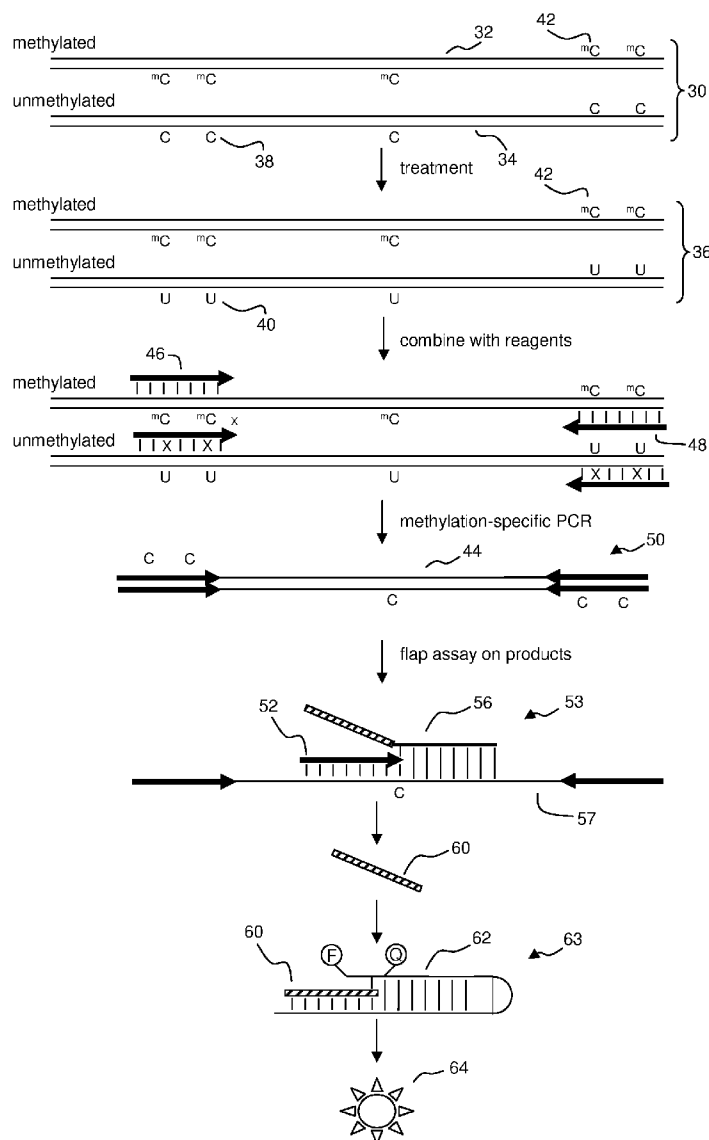 methylated 32 42
ᵐC ᵐC
ᵐC ᵐC ᵐC 30
unmethylated C C
C C C
38 34
treatment 42
methylated ᵐC ᵐC
ᵐC ᵐC ᵐC 36
unmethylated U U
U U U
40
combine with reagents
46
methylated ᵐC ᵐC
ᵐC ᵐC x ᵐC
unmethylated X X U U 48
U U U X X
methylation-specific PCR
C C 44 50
C C C
flap assay on products
52 56 53
C
57
60
60 F Q 62 63
64